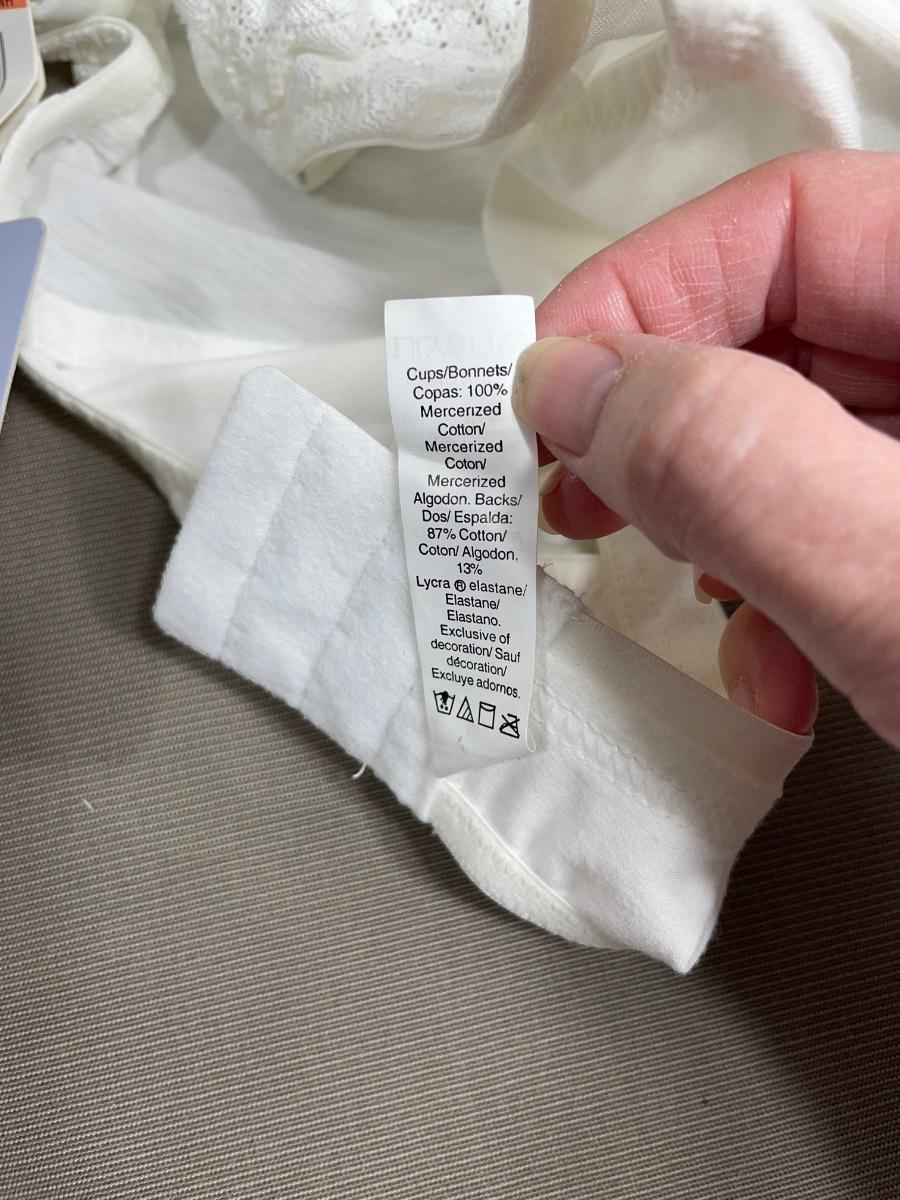 Cups/Bonnets/
Copas: 100%
Mercerized
Cotton/
Mercerized
Coton/
Mercerized
Algodon. Backs/
Dos/ Espalda:
87% Cotton/
Coton/ Algodon,
13%
Lycra ® elastane/
Elastane/
Elastano.
Exclusive of
decoration/ Sauf
décoration/
Excluye adornos.